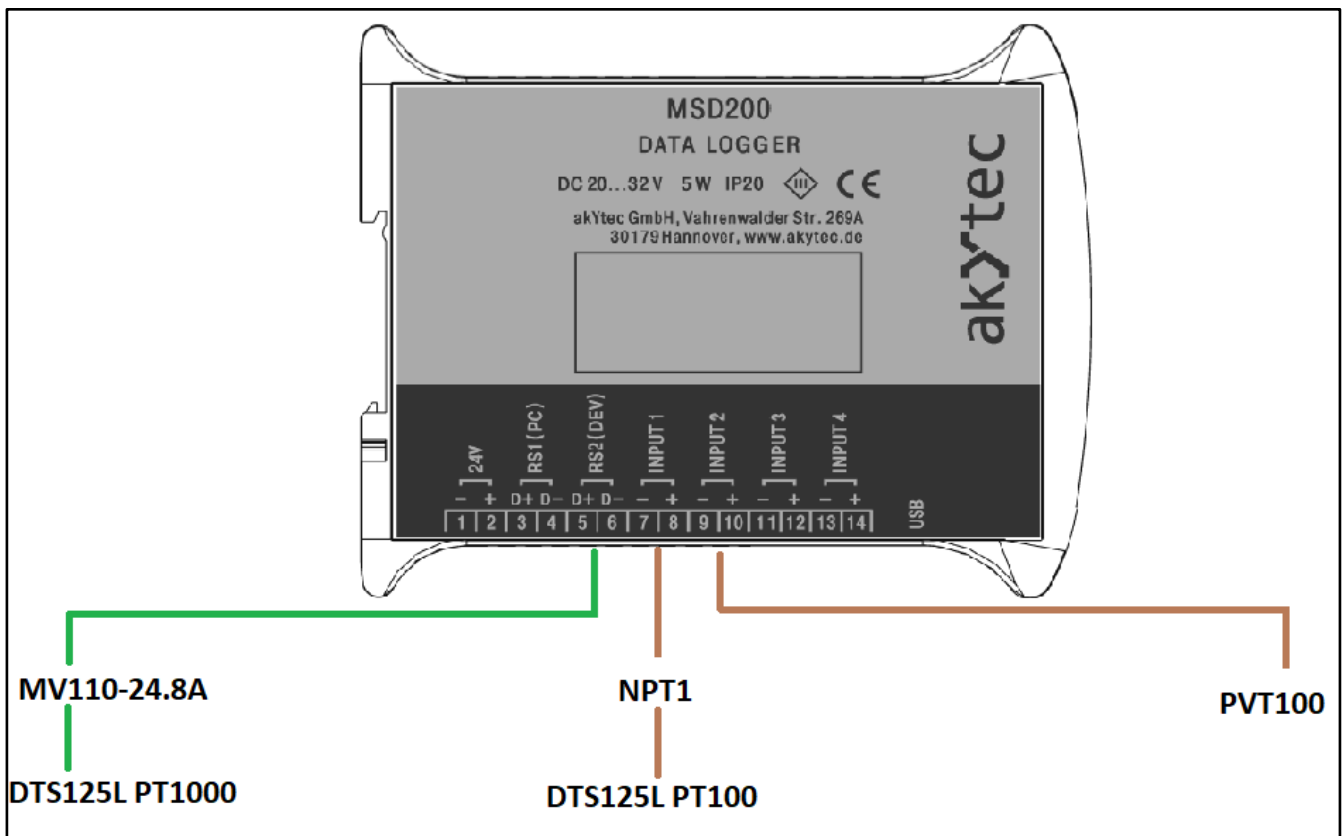 MSD200
DATA LOGGER
DC 20...32V 5W IP20 III CE
akYtec GmbH, Vahrenwalder Str. 269A
30179 Hannover, www.akytec.de
akYtec
24V
RS1(PC)
RS2(DEV)
INPUT 1
INPUT 2
INPUT 3
INPUT 4
− + D+ D− D+ D− − + − + − + − +
1 2 3 4 5 6 7 8 9 10 11 12 13 14
USB
MV110-24.8A
NPT1
PVT100
DTS125L PT1000
DTS125L PT100